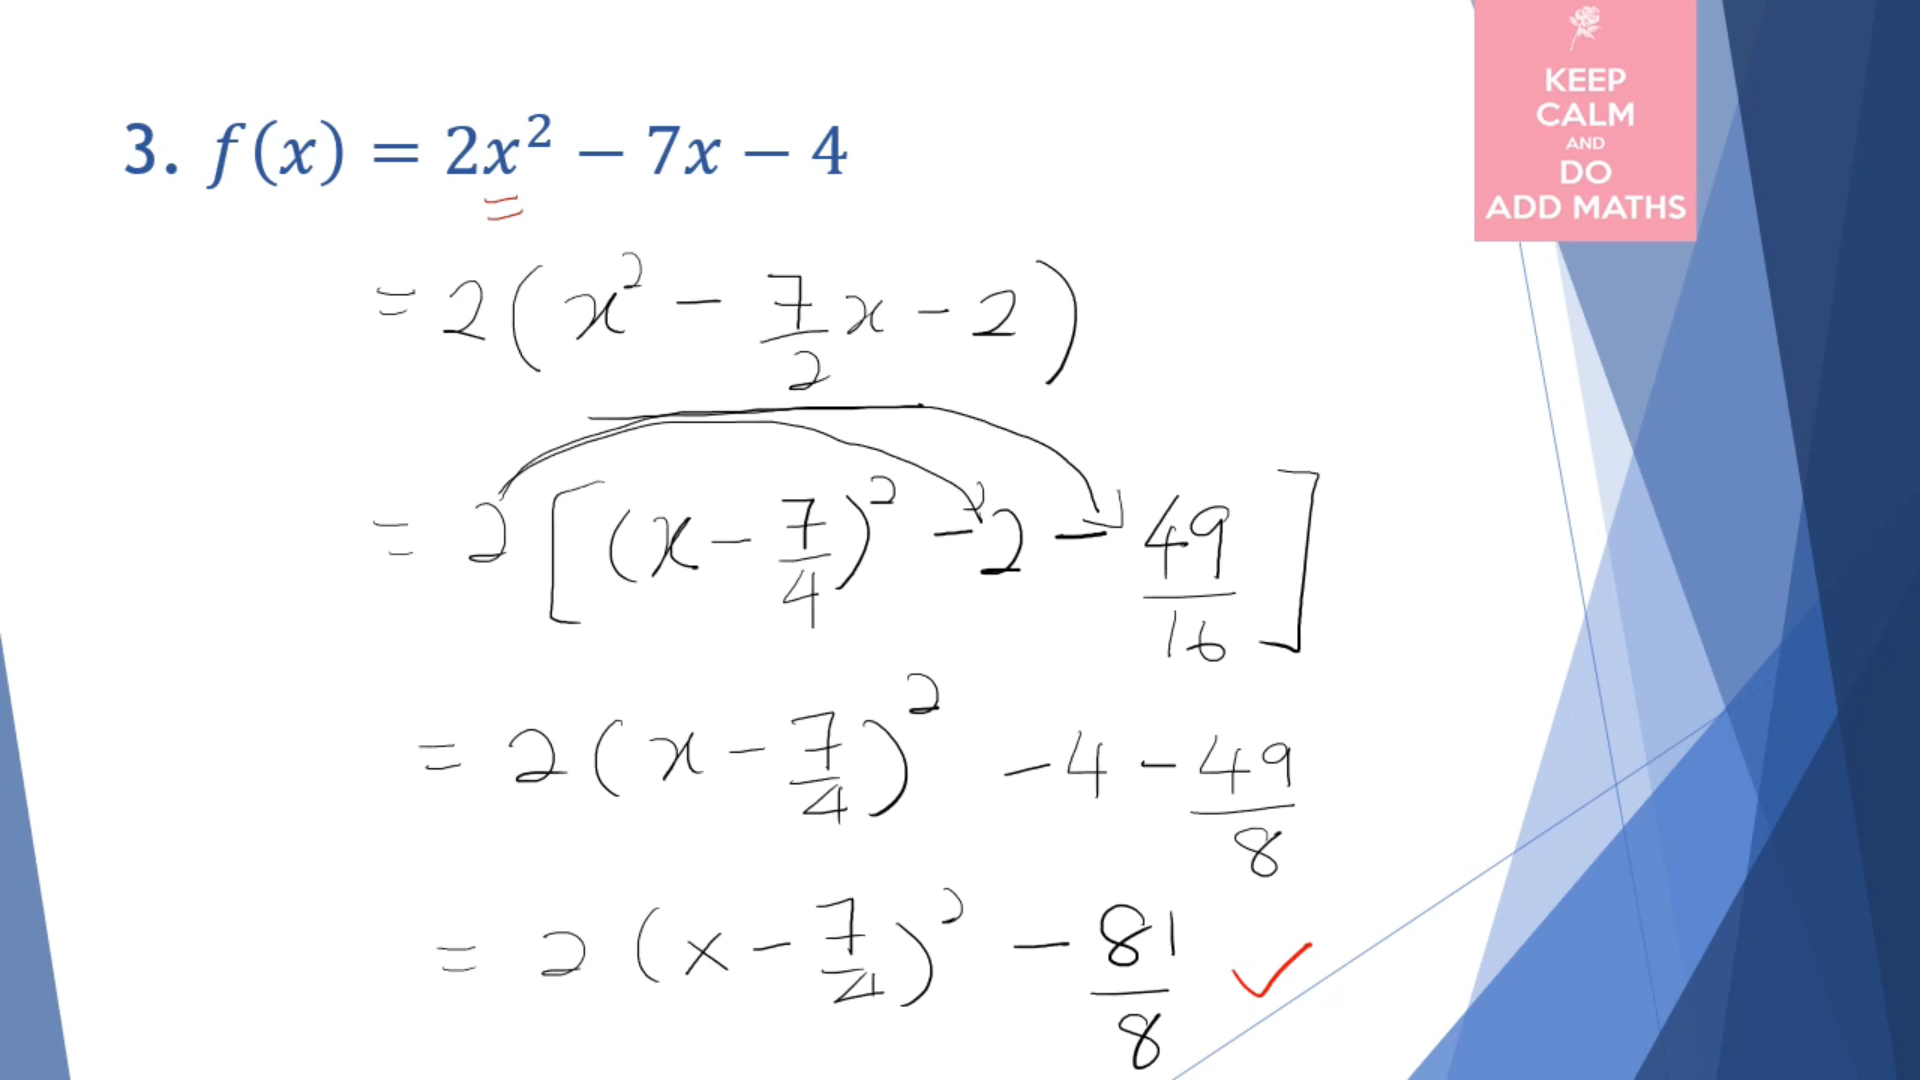 KEEP
CALM
AND
DO
ADD MATHS
3. f(x) = 2x² − 7x − 4
= 2(x² − 7/2 x − 2)
= 2[(x − 7/4)² − 2 − 49/16]
= 2(x − 7/4)² − 4 − 49/8
= 2(x − 7/4)² − 81/8 ✓